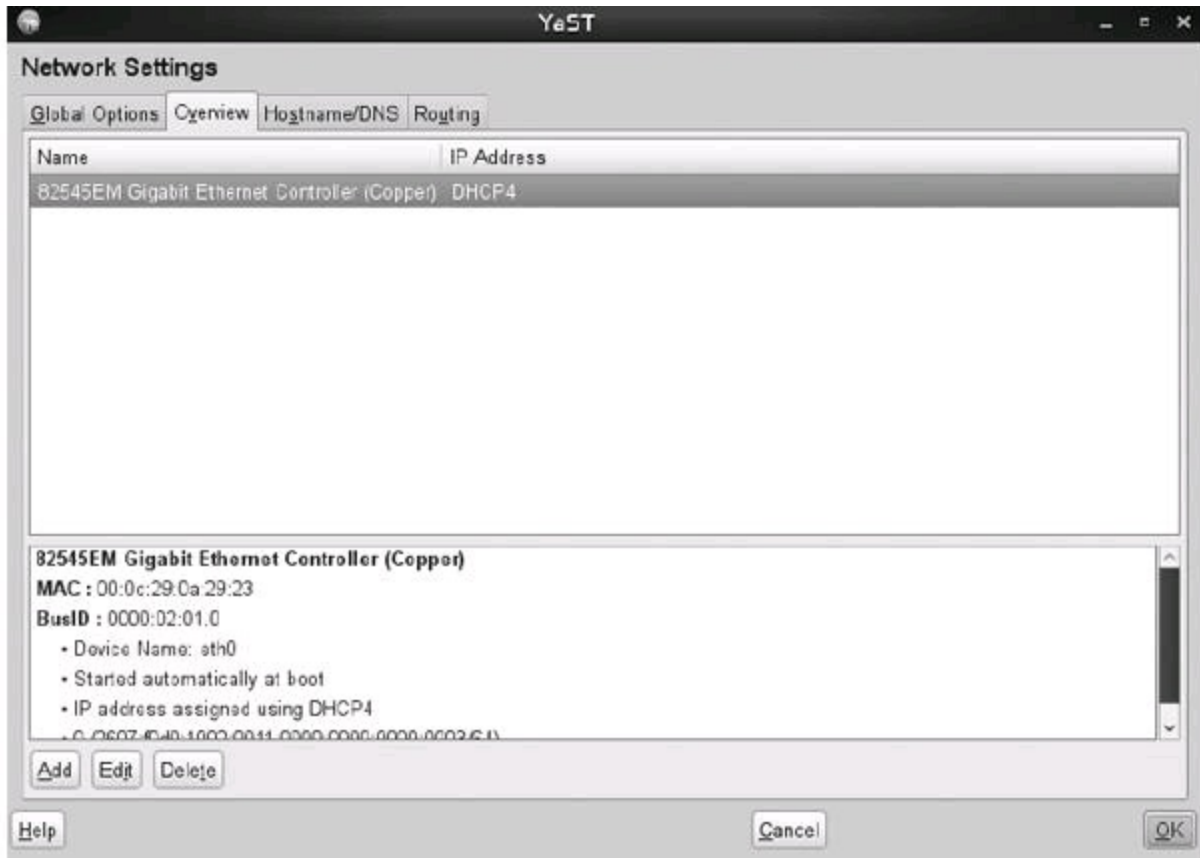 YaST
Network Settings
Global Options Overview Hostname/DNS Routing
Name IP Address
82545EM Gigabit Ethernet Controller (Copper) DHCP4
82545EM Gigabit Ethernet Controller (Copper)
MAC : 00:0c:29:0a:29:23
BusID : 0000:02:01.0
• Device Name: eth0
• Started automatically at boot
• IP address assigned using DHCP4
Add Edit Delete
Help Cancel OK